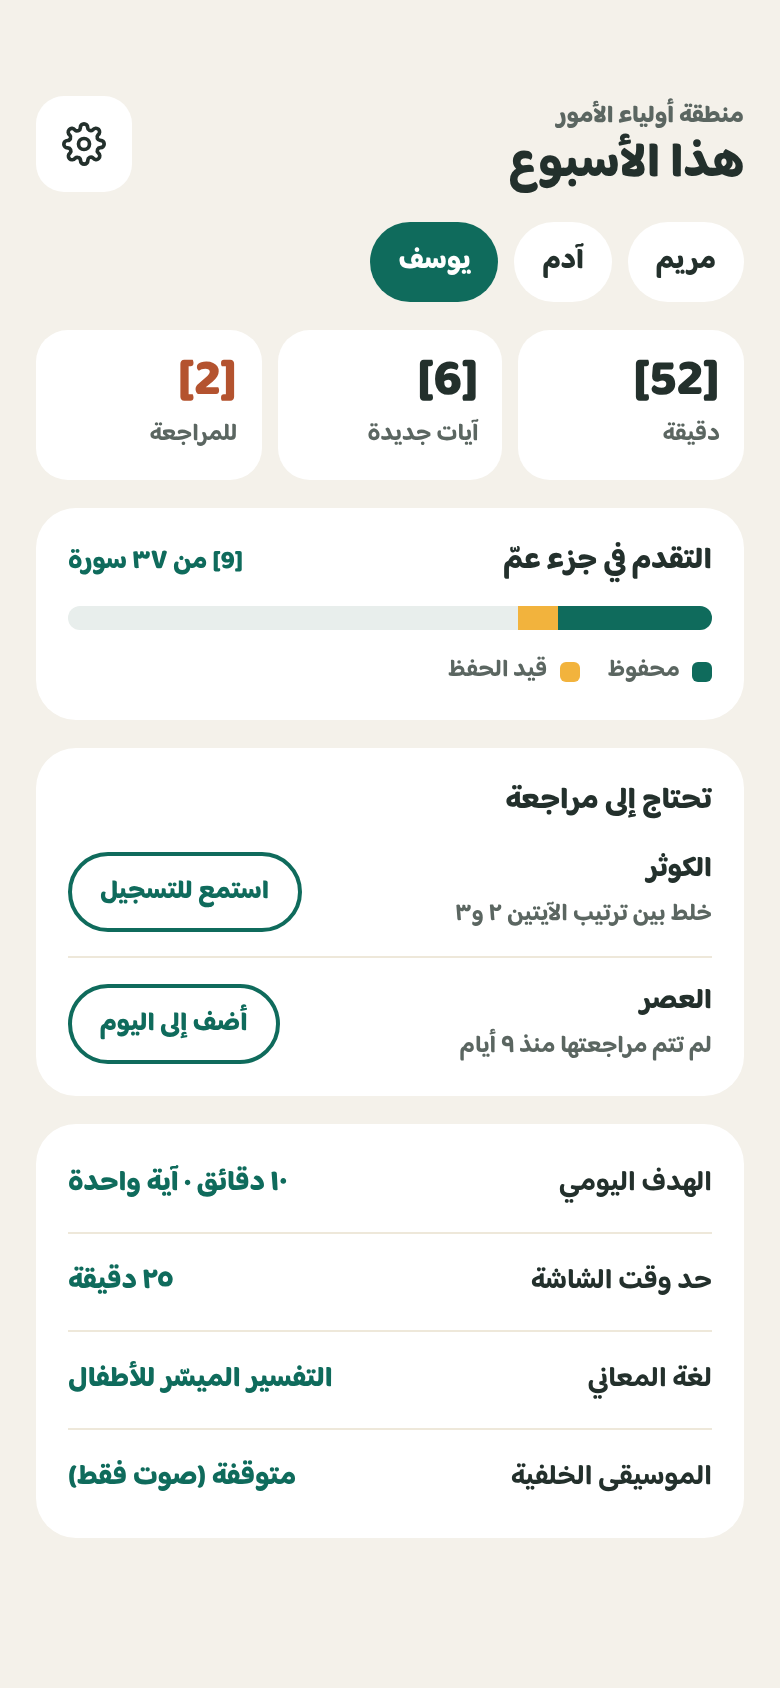 منطقة أولياء الأمور
هذا الأسبوع
مريم
آدم
يوسف
[52]
دقيقة
[6]
آيات جديدة
[2]
للمراجعة
التقدم في جزء عمّ
[9] من ٣٧ سورة
محفوظ
قيد الحفظ
تحتاج إلى مراجعة
الكوثر
خلط بين ترتيب الآيتين ٢ و٣
استمع للتسجيل
العصر
لم تتم مراجعتها منذ ٩ أيام
أضف إلى اليوم
الهدف اليومي
١٠ دقائق · آية واحدة
حد وقت الشاشة
٢٥ دقيقة
لغة المعاني
التفسير الميسّر للأطفال
الموسيقى الخلفية
متوقفة (صوت فقط)